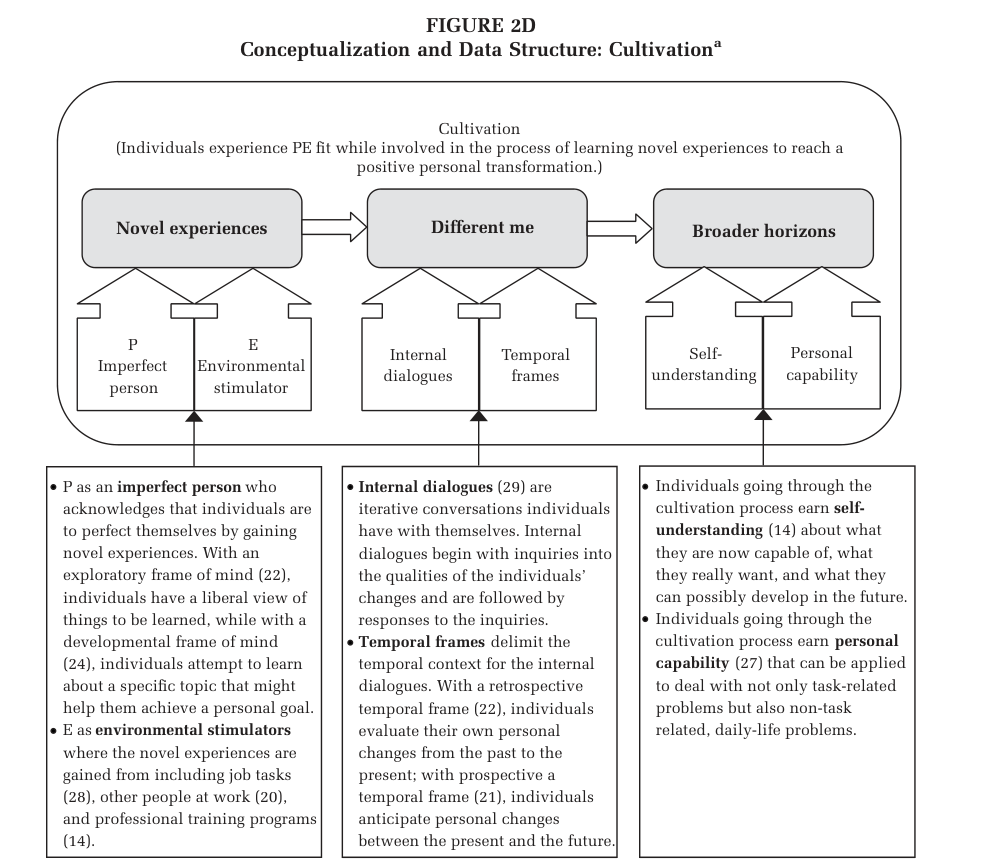 FIGURE 2D
Conceptualization and Data Structure: Cultivationa
Cultivation
(Individuals experience PE fit while involved in the process of learning novel experiences to reach a
positive personal transformation.)
Novel experiences
Different me
Broader horizons
P
Imperfect
person
E
Environmental
stimulator
Internal
dialogues
Temporal
frames
Self-
understanding
Personal
capability
• P as an imperfect person who
acknowledges that individuals are
to perfect themselves by gaining
novel experiences. With an
exploratory frame of mind (22),
individuals have a liberal view of
things to be learned, while with a
developmental frame of mind
(24), individuals attempt to learn
about a specific topic that might
help them achieve a personal goal.
• E as environmental stimulators
where the novel experiences are
gained from including job tasks
(28), other people at work (20),
and professional training programs
(14).
• Internal dialogues (29) are
iterative conversations individuals
have with themselves. Internal
dialogues begin with inquiries into
the qualities of the individuals’
changes and are followed by
responses to the inquiries.
• Temporal frames delimit the
temporal context for the internal
dialogues. With a retrospective
temporal frame (22), individuals
evaluate their own personal
changes from the past to the
present; with prospective a
temporal frame (21), individuals
anticipate personal changes
between the present and the future.
• Individuals going through the
cultivation process earn self-
understanding (14) about what
they are now capable of, what
they really want, and what they
can possibly develop in the future.
• Individuals going through the
cultivation process earn personal
capability (27) that can be applied
to deal with not only task-related
problems but also non-task
related, daily-life problems.